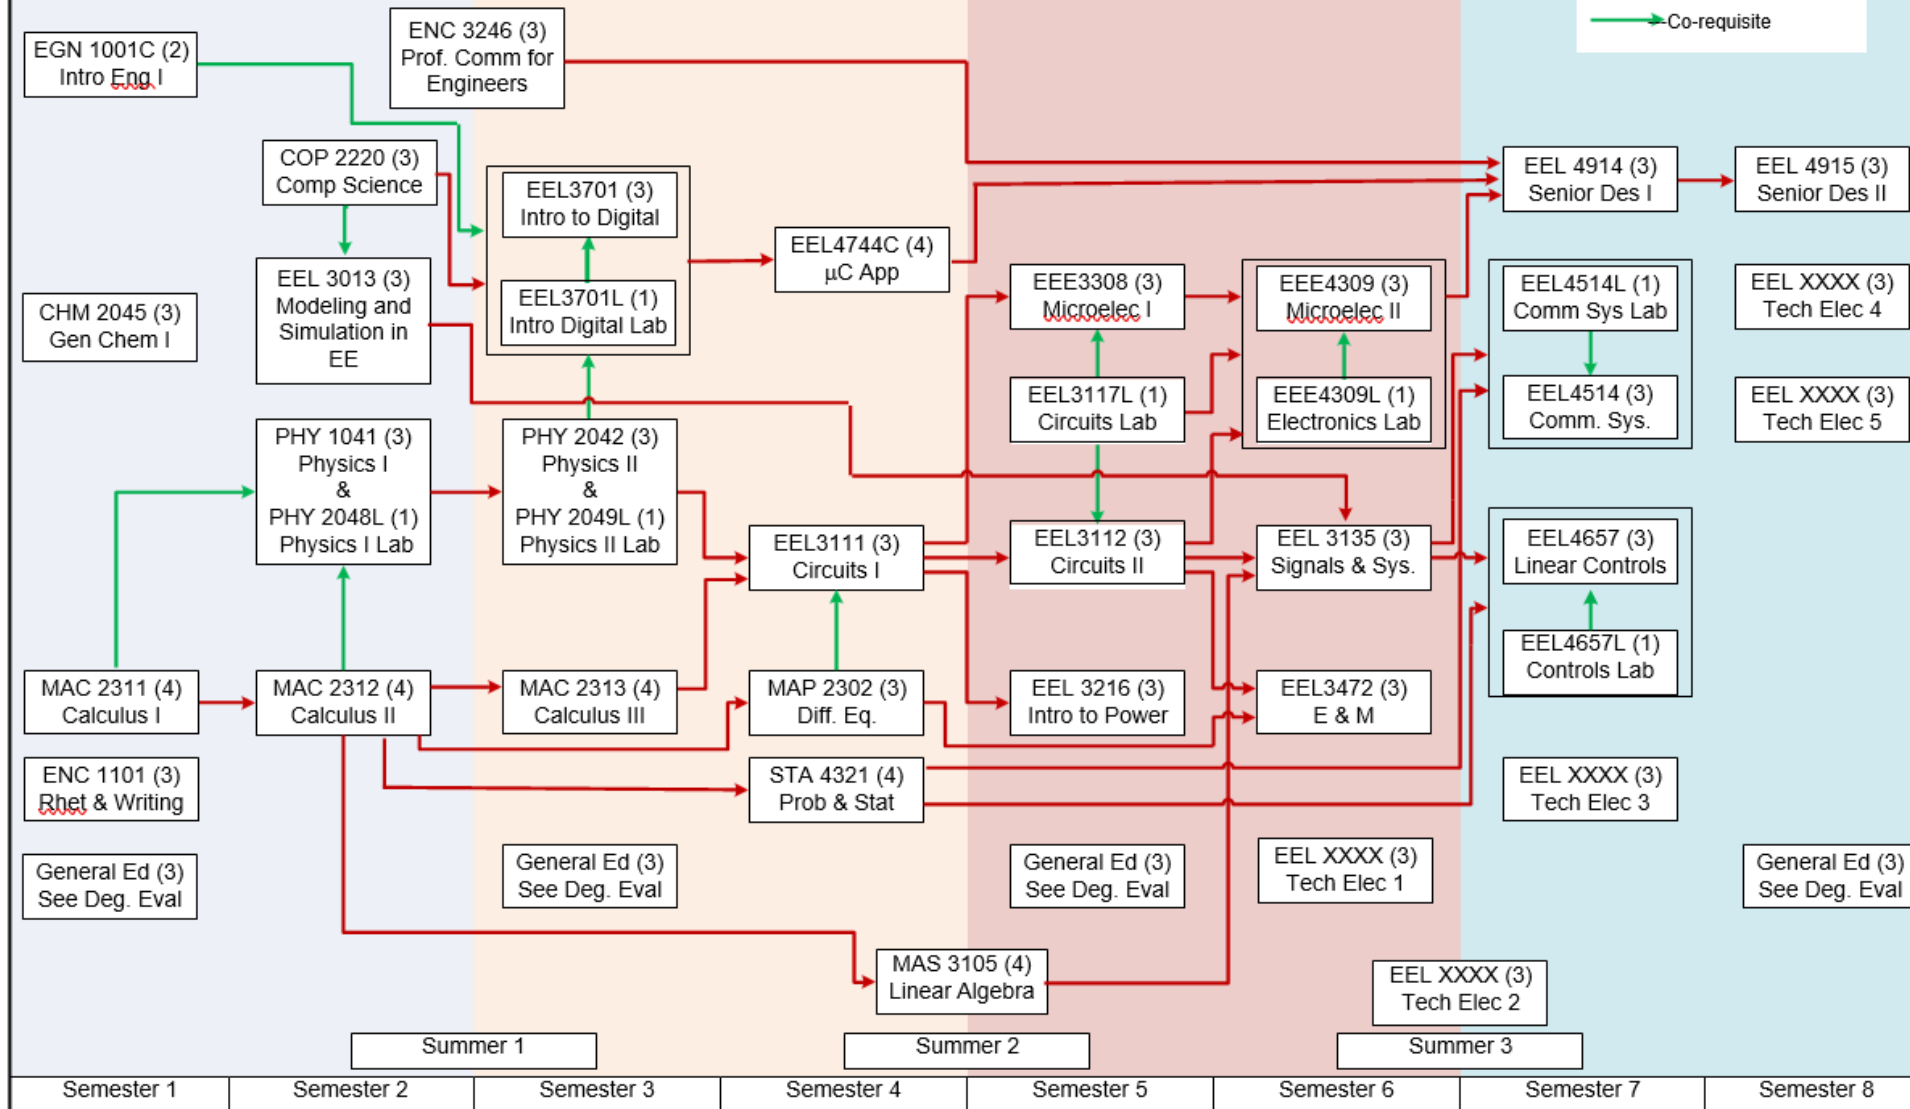 Co-requisite
EGN 1001C (2)
Intro Eng I
ENC 3246 (3)
Prof. Comm for
Engineers
COP 2220 (3)
Comp Science
EEL3701 (3)
Intro to Digital
EEL3701L (1)
Intro Digital Lab
EEL4744C (4)
μC App
EEL 4914 (3)
Senior Des I
EEL 4915 (3)
Senior Des II
CHM 2045 (3)
Gen Chem I
EEL 3013 (3)
Modeling and
Simulation in
EE
EEE3308 (3)
Microelec I
EEE4309 (3)
Microelec II
EEL4514L (1)
Comm Sys Lab
EEL XXXX (3)
Tech Elec 4
EEL3117L (1)
Circuits Lab
EEE4309L (1)
Electronics Lab
EEL4514 (3)
Comm. Sys.
EEL XXXX (3)
Tech Elec 5
PHY 1041 (3)
Physics I
&
PHY 2048L (1)
Physics I Lab
PHY 2042 (3)
Physics II
&
PHY 2049L (1)
Physics II Lab
EEL3111 (3)
Circuits I
EEL3112 (3)
Circuits II
EEL 3135 (3)
Signals & Sys.
EEL4657 (3)
Linear Controls
EEL4657L (1)
Controls Lab
MAC 2311 (4)
Calculus I
MAC 2312 (4)
Calculus II
MAC 2313 (4)
Calculus III
MAP 2302 (3)
Diff. Eq.
EEL 3216 (3)
Intro to Power
EEL3472 (3)
E & M
ENC 1101 (3)
Rhet & Writing
STA 4321 (4)
Prob & Stat
EEL XXXX (3)
Tech Elec 3
General Ed (3)
See Deg. Eval
General Ed (3)
See Deg. Eval
General Ed (3)
See Deg. Eval
EEL XXXX (3)
Tech Elec 1
General Ed (3)
See Deg. Eval
MAS 3105 (4)
Linear Algebra
EEL XXXX (3)
Tech Elec 2
Summer 1
Summer 2
Summer 3
Semester 1
Semester 2
Semester 3
Semester 4
Semester 5
Semester 6
Semester 7
Semester 8